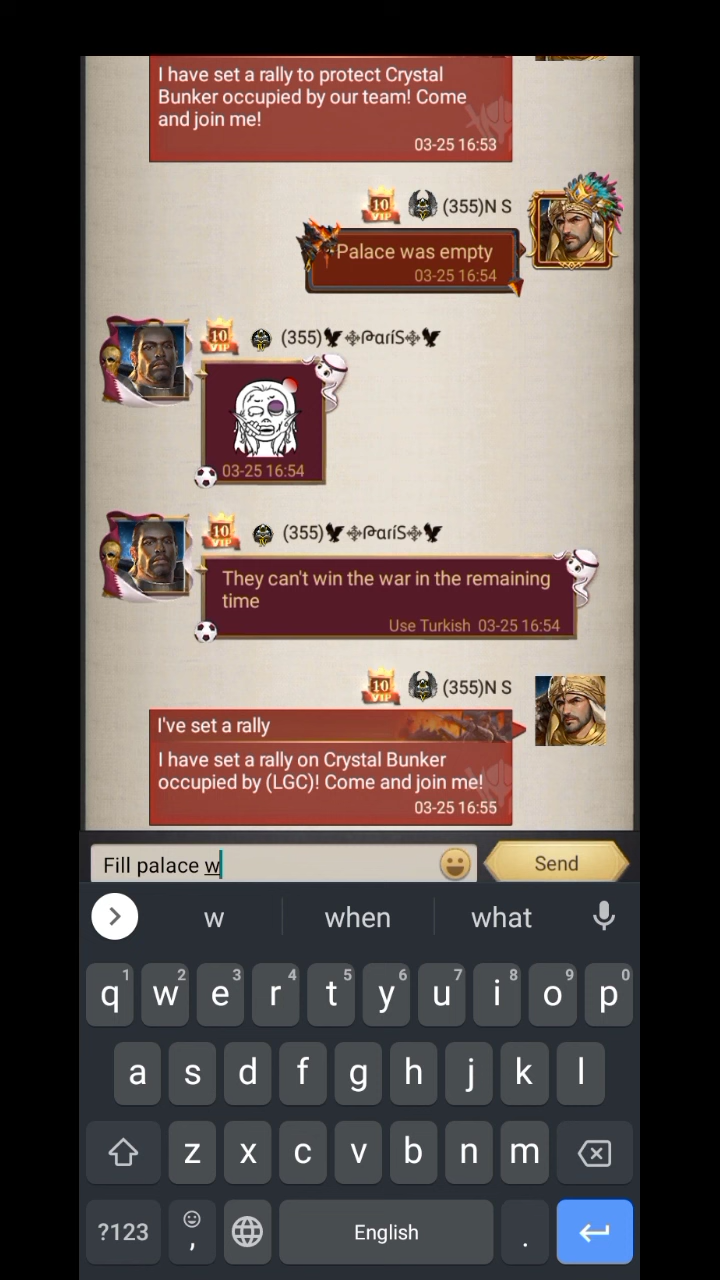 I have set a rally to protect Crystal
Bunker occupied by our team! Come
and join me!
03-25 16:53
10
VIP
(355)N S
Palace was empty
03-25 16:54
10
VIP
(355)🦅❖ՔαríS❖🦅
03-25 16:54
10
VIP
(355)🦅❖ՔαríS❖🦅
They can't win the war in the remaining
time
Use Turkish 03-25 16:54
10
VIP
(355)N S
I've set a rally
I have set a rally on Crystal Bunker
occupied by (LGC)! Come and join me!
03-25 16:55
Fill palace w
Send
w when what
1 2 3 4 5 6 7 8 9 0
q w e r t y u i o p
a s d f g h j k l
z x c v b n m
?123 , English .